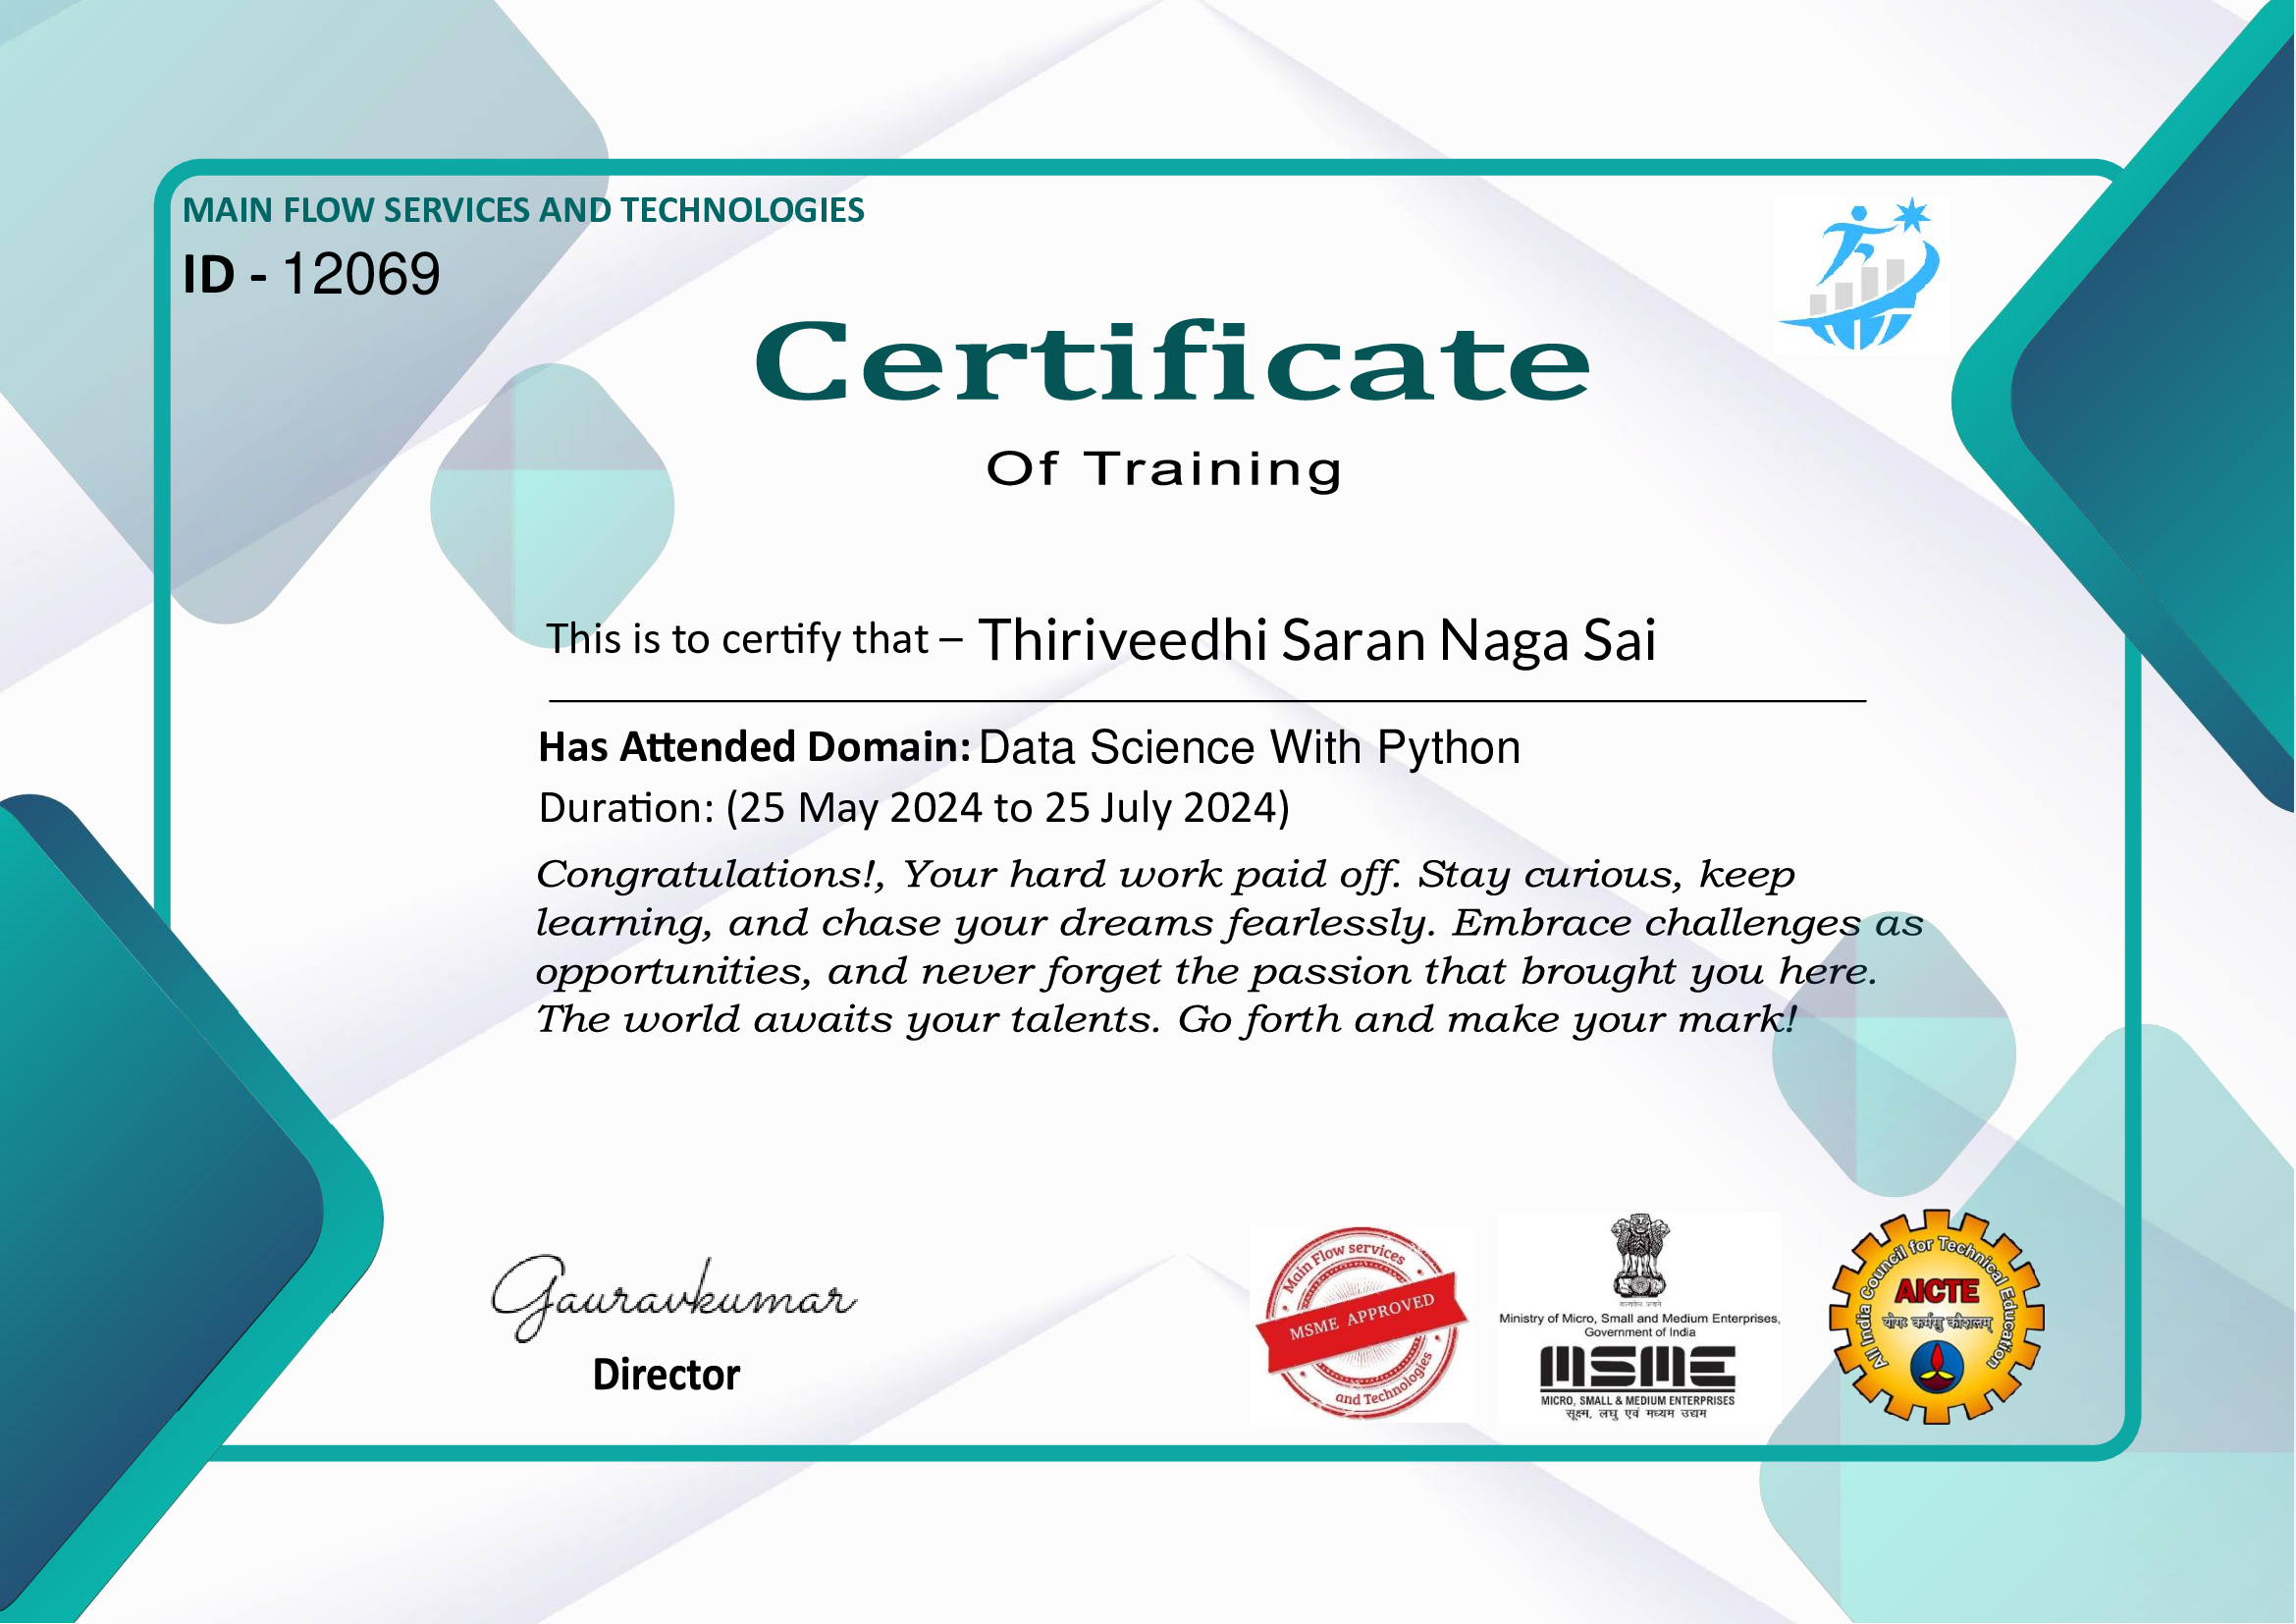 MAIN FLOW SERVICES AND TECHNOLOGIES
ID - 12069
Certificate
Of Training
This is to certify that – Thiriveedhi Saran Naga Sai
Has Attended Domain: Data Science With Python
Duration: (25 May 2024 to 25 July 2024)
Congratulations!, Your hard work paid off. Stay curious, keep
learning, and chase your dreams fearlessly. Embrace challenges as
opportunities, and never forget the passion that brought you here.
The world awaits your talents. Go forth and make your mark!
Gauravkumar
Director
Main Flow services
MSME APPROVED
and Technologies
सत्यमेव जयते
Ministry of Micro, Small and Medium Enterprises,
Government of India
MSME
MICRO, SMALL & MEDIUM ENTERPRISES
सूक्ष्म, लघु एवं मध्यम उद्यम
All India Council for Technical Education
AICTE
योगः कर्मसु कौशलम्